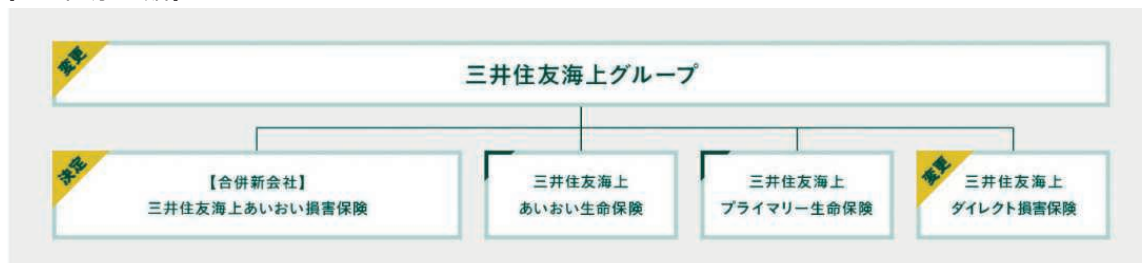 変更
三井住友海上グループ
決定
【合併新会社】
三井住友海上あいおい損害保険
三井住友海上
あいおい生命保険
三井住友海上
プライマリー生命保険
変更
三井住友海上
ダイレクト損害保険